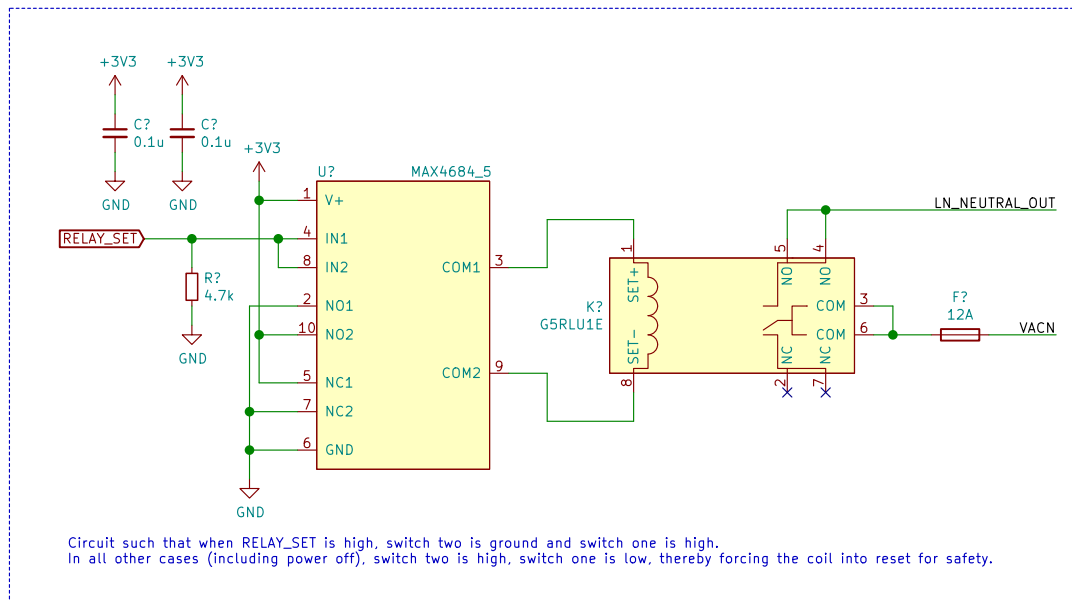 +3V3 +3V3
C? C?
0.1u 0.1u
+3V3
GND GND
U? MAX4684_5
1 V+
LN_NEUTRAL_OUT
RELAY_SET
4 IN1
5 4
1
8 IN2
COM1 3
SET+
NO NO
R?
4.7k
2 NO1
K?
G5RLU1E
COM 3
F?
12A
10 NO2
COM 6
VACN
GND
SET-
NC NC
COM2 9
5 NC1
8
2 7
7 NC2
6 GND
GND
Circuit such that when RELAY_SET is high, switch two is ground and switch one is high.
In all other cases (including power off), switch two is high, switch one is low, thereby forcing the coil into reset for safety.